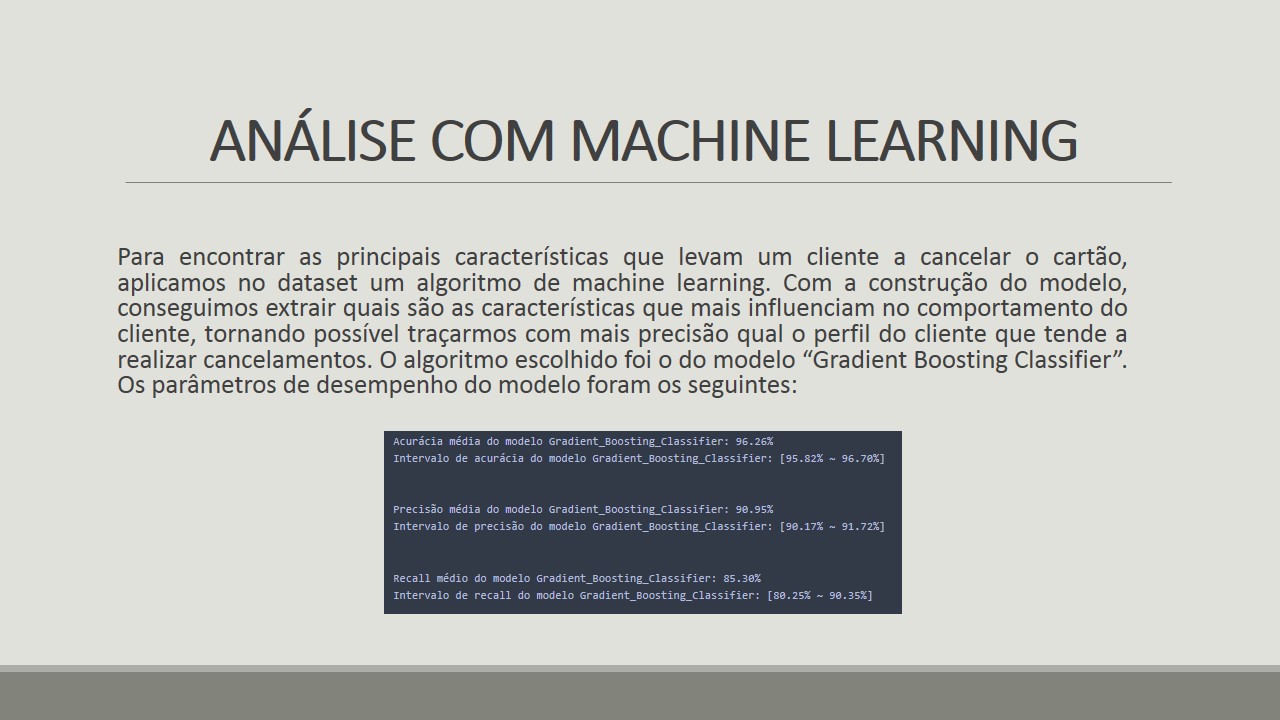 ANÁLISE COM MACHINE LEARNING
Para encontrar as principais características que levam um cliente a cancelar o cartão,
aplicamos no dataset um algoritmo de machine learning. Com a construção do modelo,
conseguimos extrair quais são as características que mais influenciam no comportamento do
cliente, tornando possível traçarmos com mais precisão qual o perfil do cliente que tende a
realizar cancelamentos. O algoritmo escolhido foi o do modelo “Gradient Boosting Classifier”.
Os parâmetros de desempenho do modelo foram os seguintes:
Acurácia média do modelo Gradient_Boosting_Classifier: 96.26%
Intervalo de acurácia do modelo Gradient_Boosting_Classifier: [95.82% ~ 96.70%]
Precisão média do modelo Gradient_Boosting_Classifier: 90.95%
Intervalo de precisão do modelo Gradient_Boosting_Classifier: [90.17% ~ 91.72%]
Recall médio do modelo Gradient_Boosting_Classifier: 85.30%
Intervalo de recall do modelo Gradient_Boosting_Classifier: [80.25% ~ 90.35%]